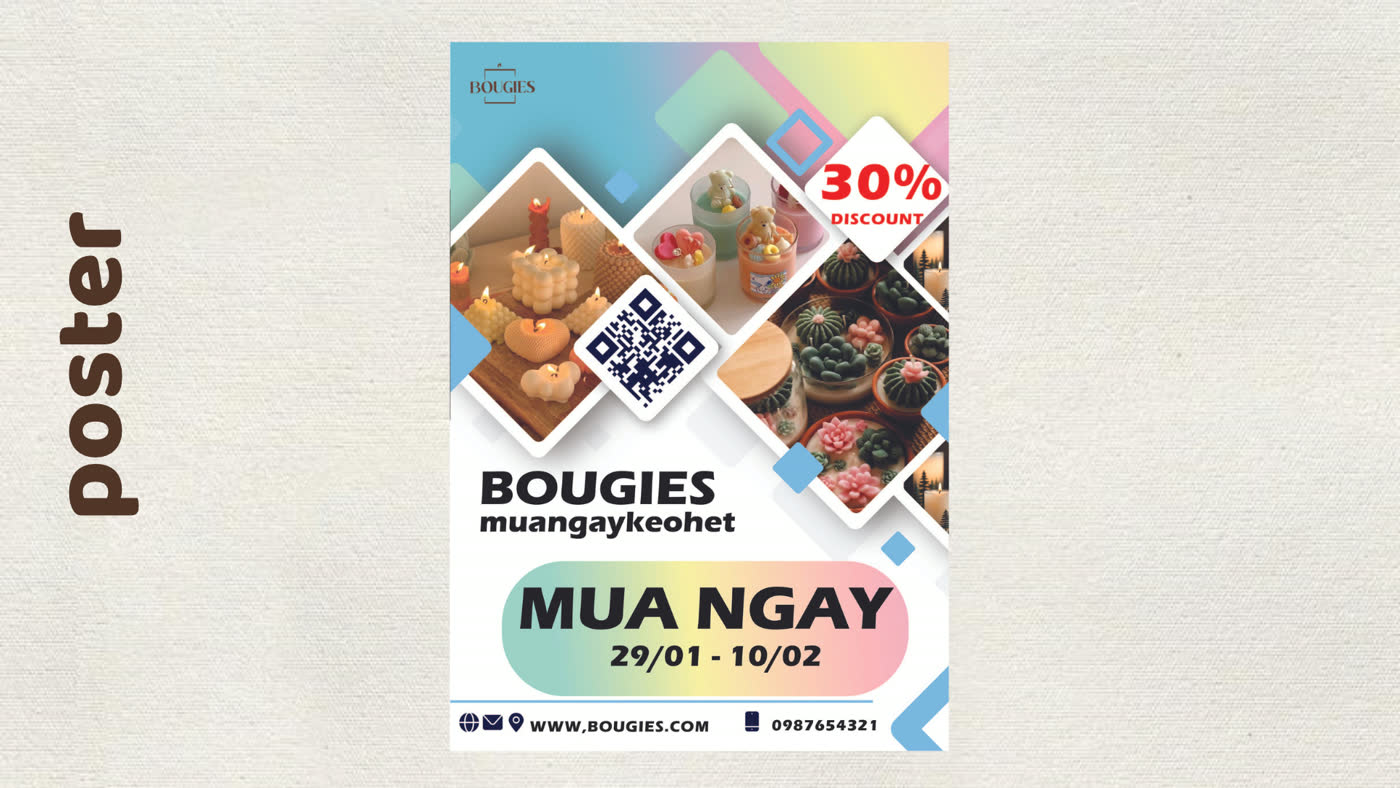 poster
BOUGIES
30%
DISCOUNT
BOUGIES
muangaykeohet
MUA NGAY
29/01 - 10/02
WWW,BOUGIES.COM
0987654321